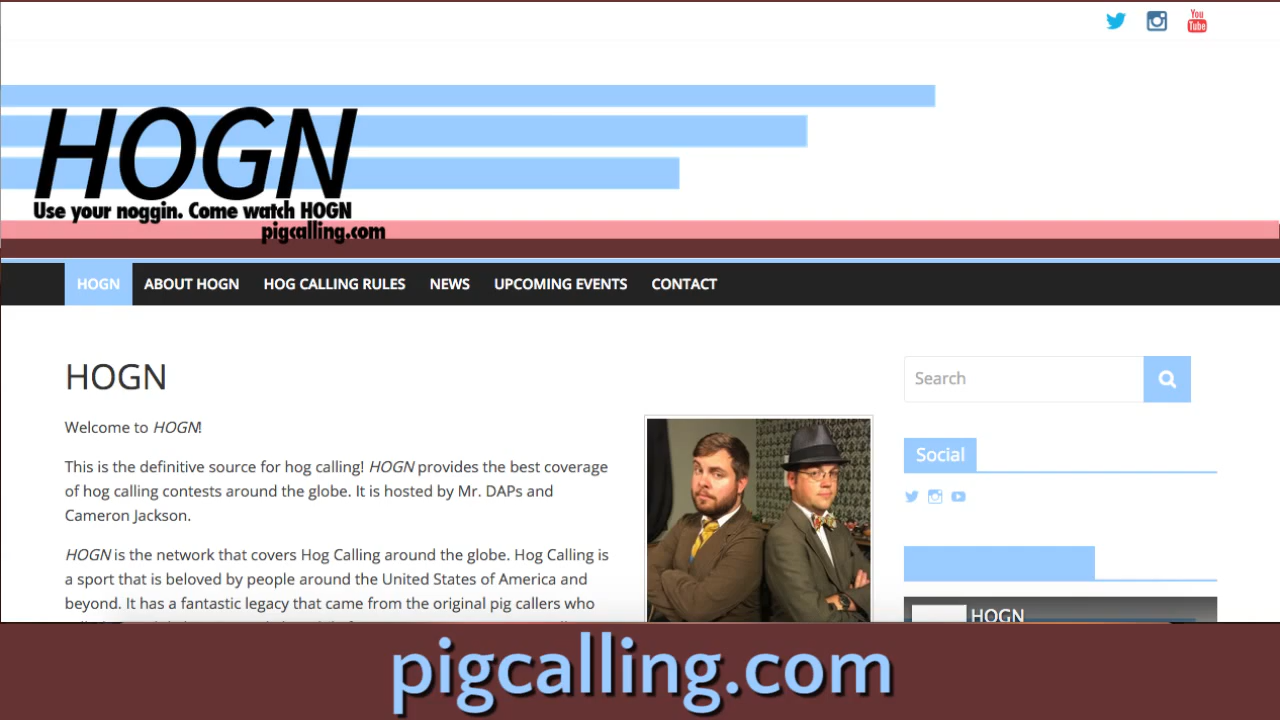 You
Tube
HOGN
Use your noggin. Come watch HOGN
pigcalling.com
HOGN ABOUT HOGN HOG CALLING RULES NEWS UPCOMING EVENTS CONTACT
HOGN
Welcome to HOGN!
This is the definitive source for hog calling! HOGN provides the best coverage
of hog calling contests around the globe. It is hosted by Mr. DAPs and
Cameron Jackson.
HOGN is the network that covers Hog Calling around the globe. Hog Calling is
a sport that is beloved by people around the United States of America and
beyond. It has a fantastic legacy that came from the original pig callers who
Search
Social
HOGN
pigcalling.com